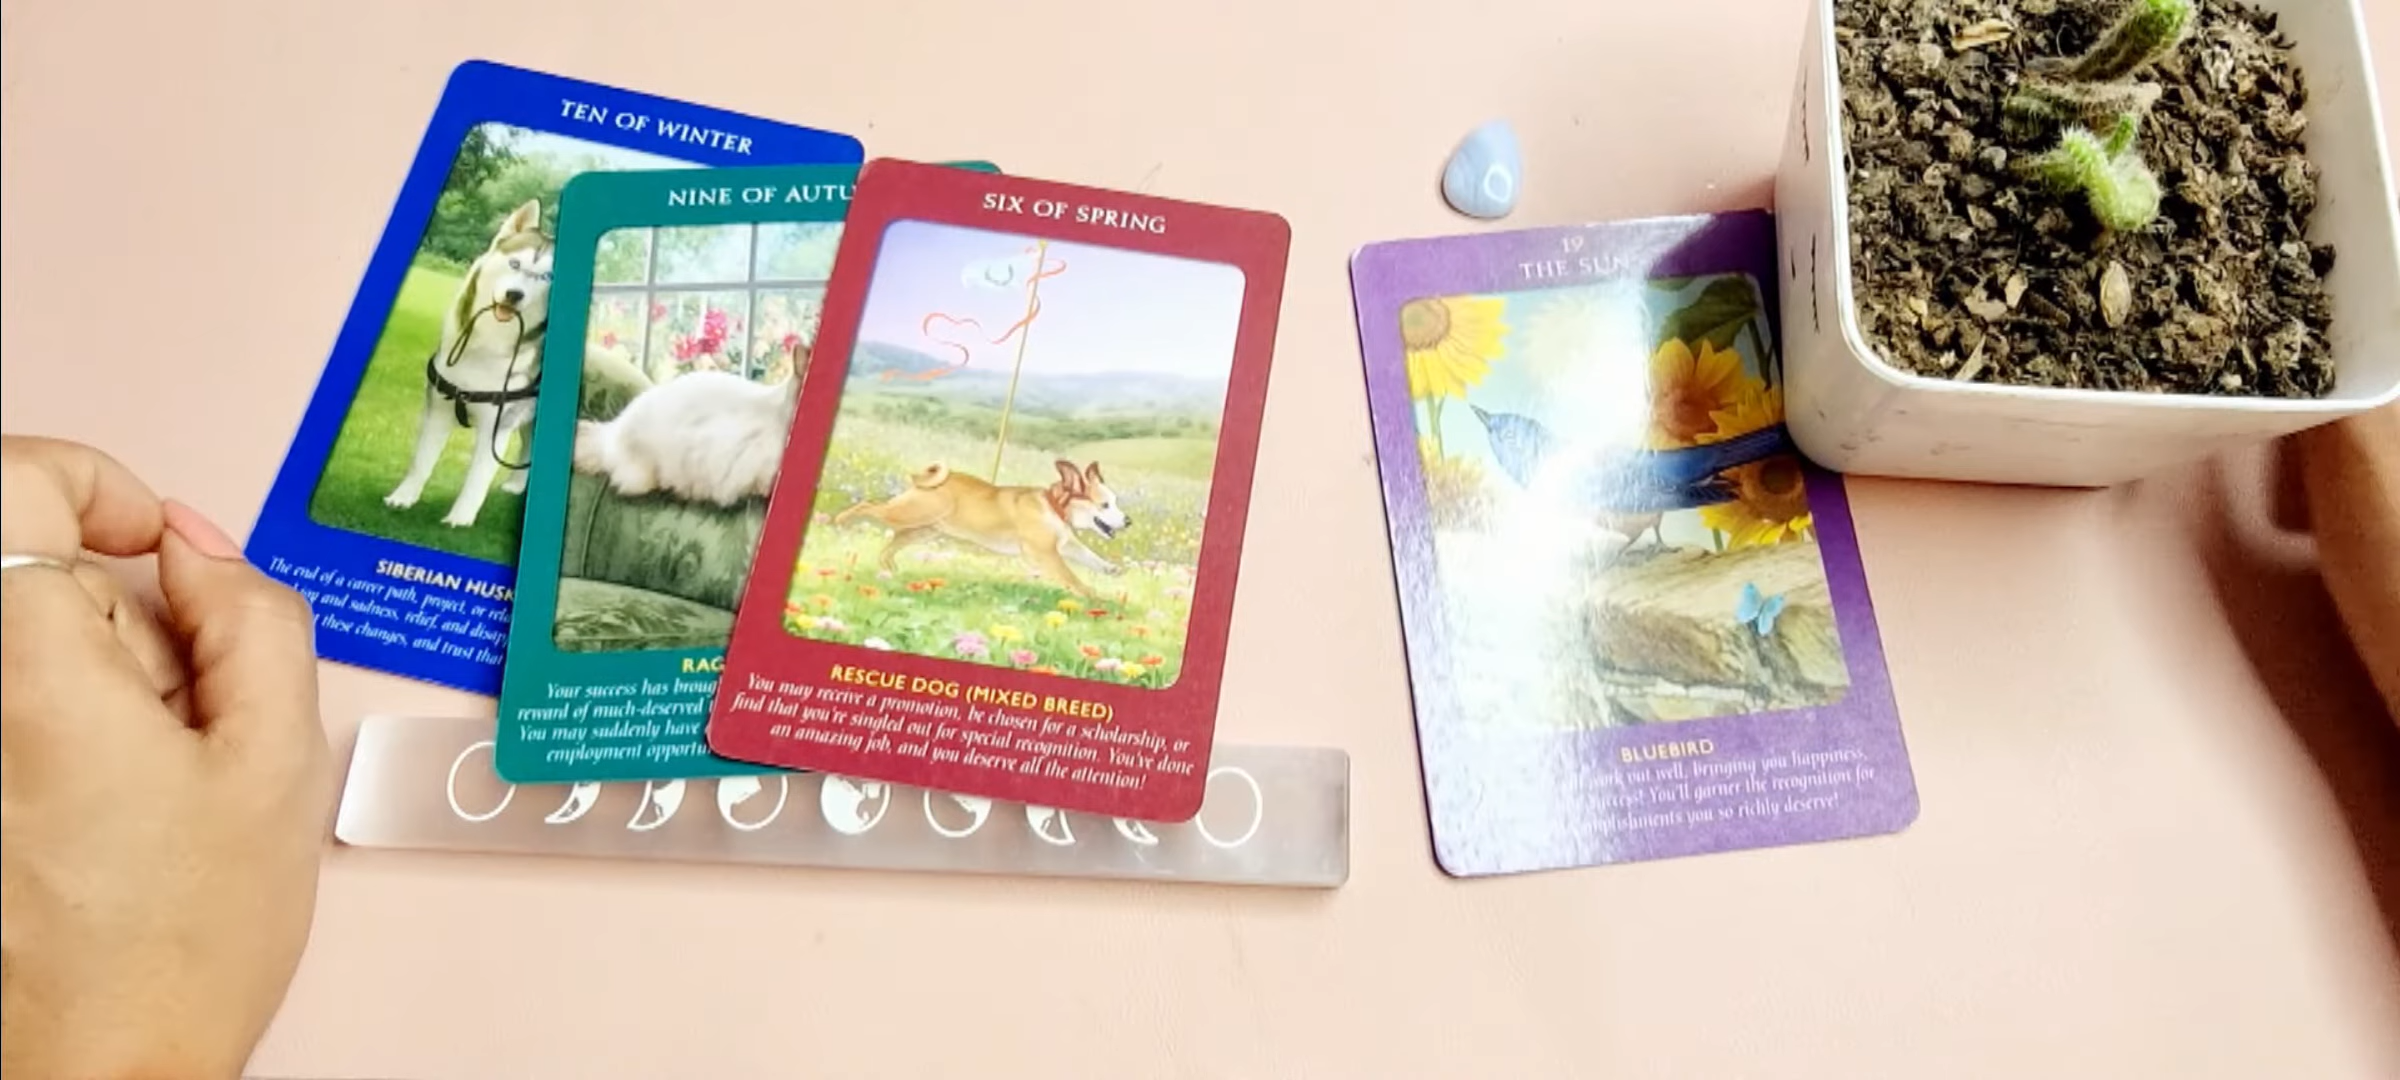 TEN OF WINTER
SIBERIAN HUSK
The end of a career path, project, or rel
joy and sadness, relief, and disap
these changes, and trust that
NINE OF AUTU
RAG
Your success has broug
reward of much-deserved
You may suddenly have
employment opportu
SIX OF SPRING
RESCUE DOG (MIXED BREED)
You may receive a promotion, be chosen for a scholarship, or
find that you're singled out for special recognition. You've done
an amazing job, and you deserve all the attention!
19
THE SUN
BLUEBIRD
work out well, bringing you happiness,
success! You'll garner the recognition for
mplishments you so richly deserve!